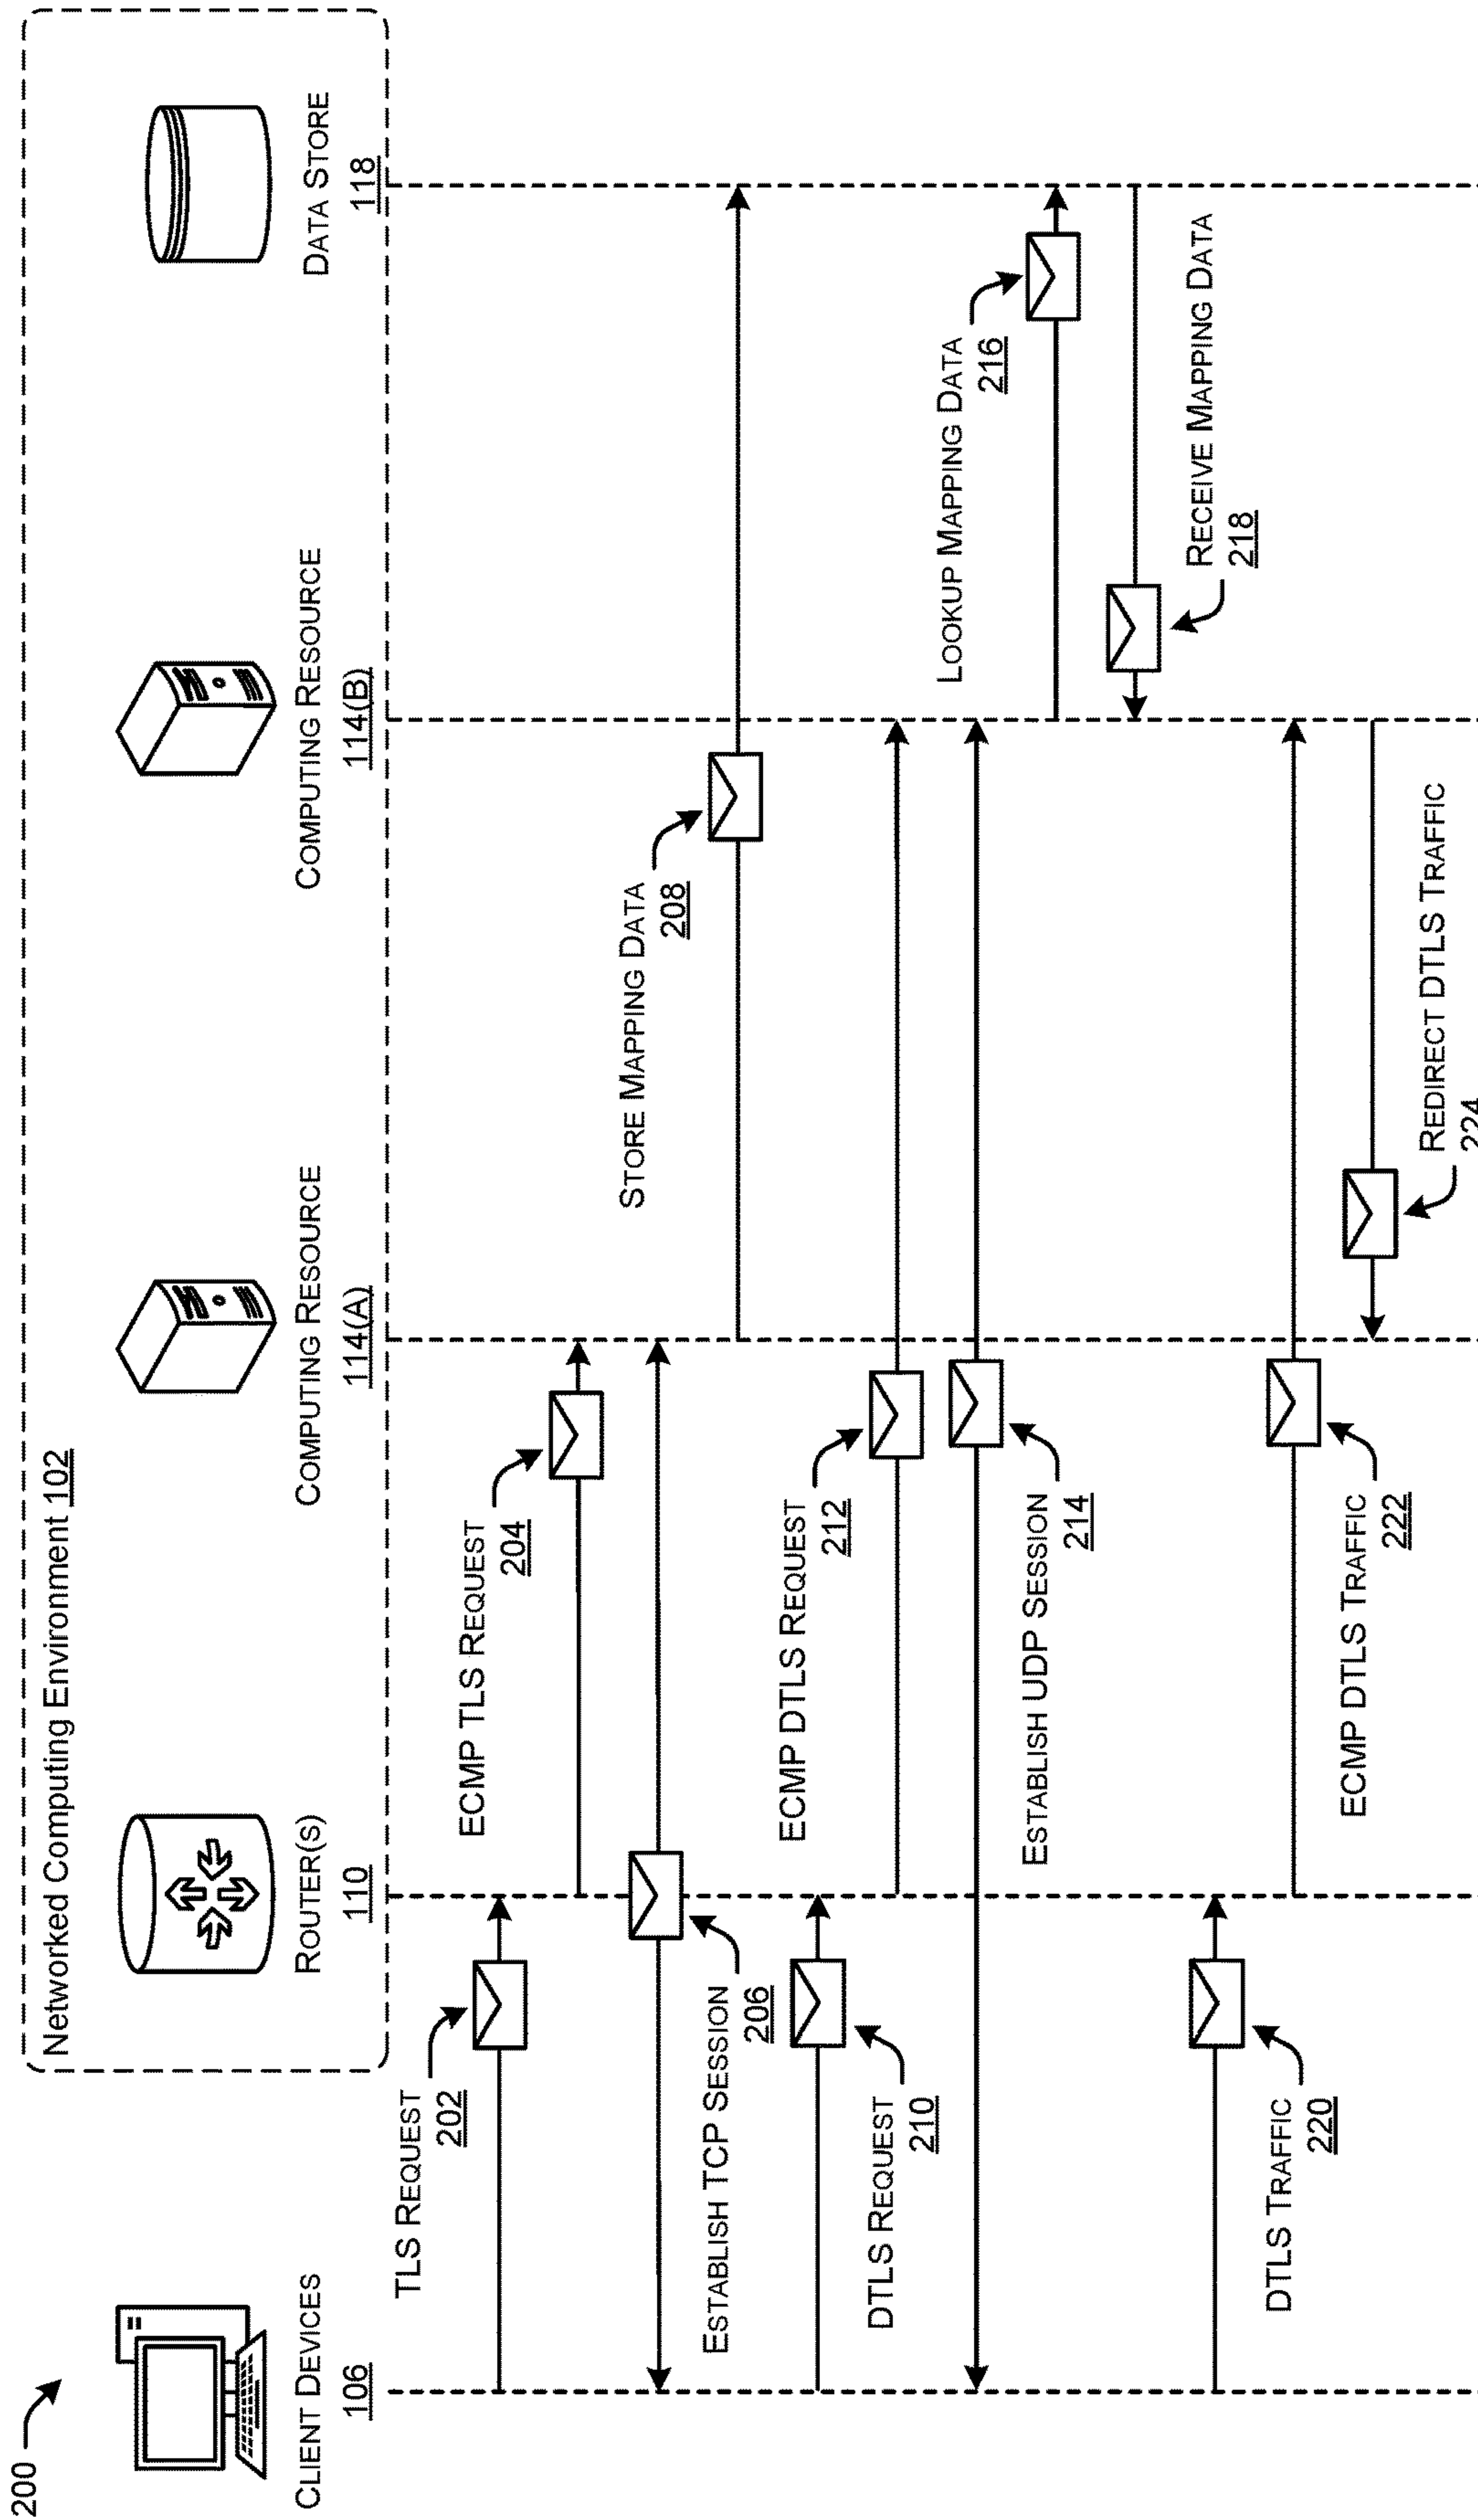 200
Networked Computing Environment 102
CLIENT DEVICES
106
ROUTER(S)
110
COMPUTING RESOURCE
114(A)
COMPUTING RESOURCE
114(B)
DATA STORE
118
TLS REQUEST
202
ECMP TLS REQUEST
204
ESTABLISH TCP SESSION
206
STORE MAPPING DATA
208
DTLS REQUEST
210
ECMP DTLS REQUEST
212
ESTABLISH UDP SESSION
214
LOOKUP MAPPING DATA
216
RECEIVE MAPPING DATA
218
DTLS TRAFFIC
220
ECMP DTLS TRAFFIC
222
REDIRECT DTLS TRAFFIC
224